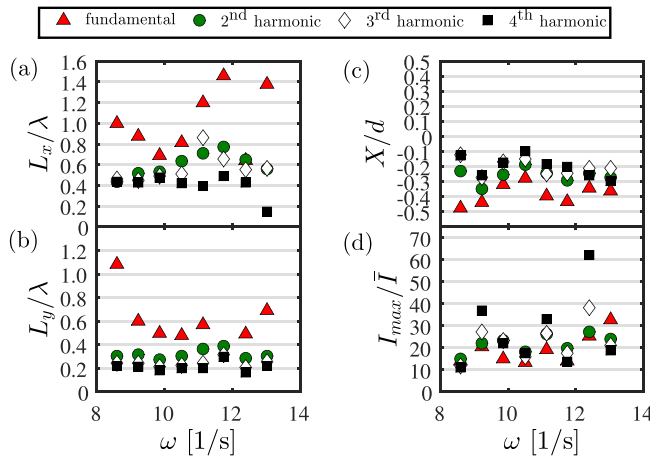 fundamental 2nd harmonic 3rd harmonic 4th harmonic
(a)
Lx/λ
1.6
1.4
1.2
1.0
0.8
0.6
0.4
0.2
0
(b)
Ly/λ
1.2
1.0
0.8
0.6
0.4
0.2
0
8 10 12 14
ω [1/s]
(c)
X/d
0.5
0.4
0.3
0.2
0.1
0
-0.1
-0.2
-0.3
-0.4
-0.5
(d)
Imax/Ī
70
60
50
40
30
20
10
0
8 10 12 14
ω [1/s]